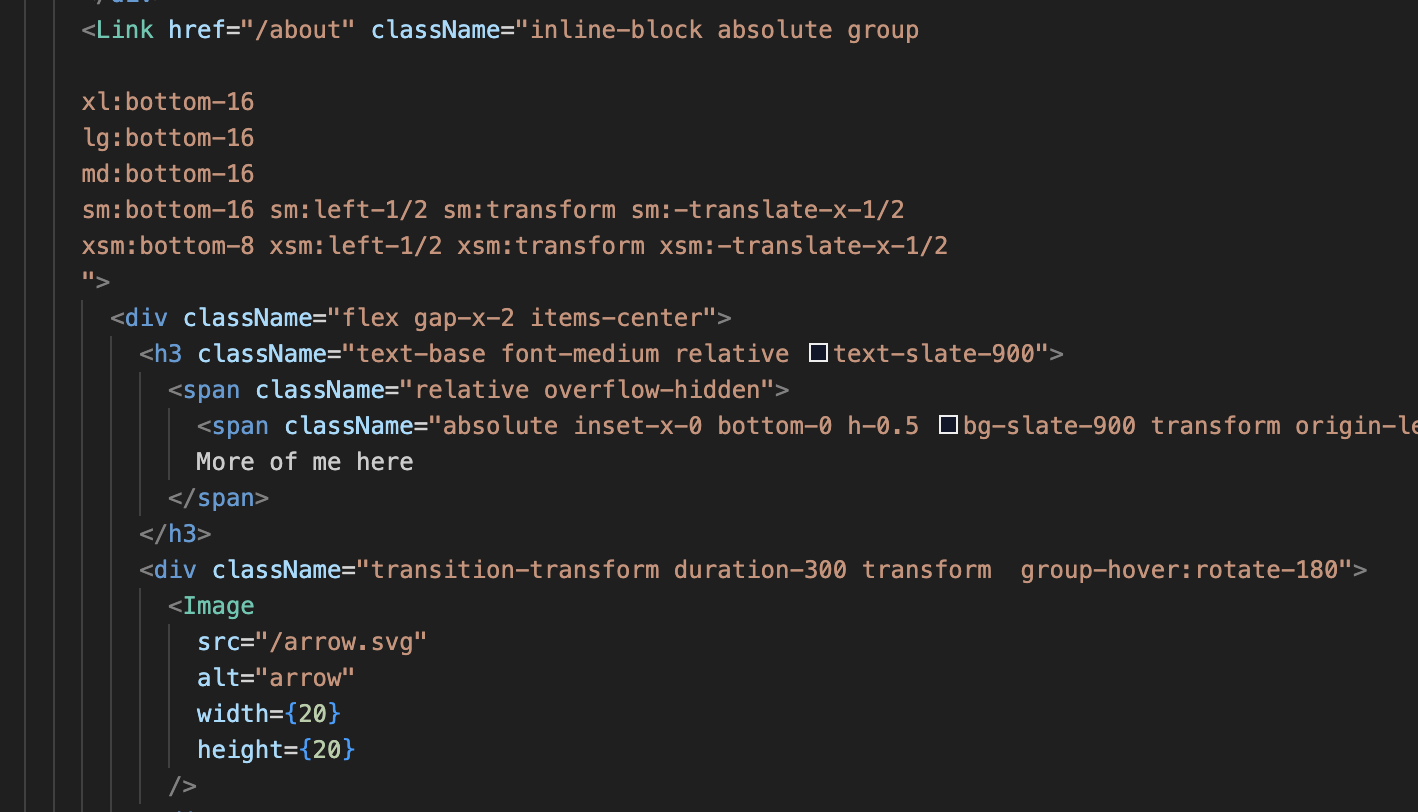 <Link href="/about" className="inline-block absolute group
xl:bottom-16
lg:bottom-16
md:bottom-16
sm:bottom-16 sm:left-1/2 sm:transform sm:-translate-x-1/2
xsm:bottom-8 xsm:left-1/2 xsm:transform xsm:-translate-x-1/2
">
<div className="flex gap-x-2 items-center">
<h3 className="text-base font-medium relative text-slate-900">
<span className="relative overflow-hidden">
<span className="absolute inset-x-0 bottom-0 h-0.5 bg-slate-900 transform origin-le
More of me here
</span>
</h3>
<div className="transition-transform duration-300 transform  group-hover:rotate-180">
<Image
src="/arrow.svg"
alt="arrow"
width={20}
height={20}
/>